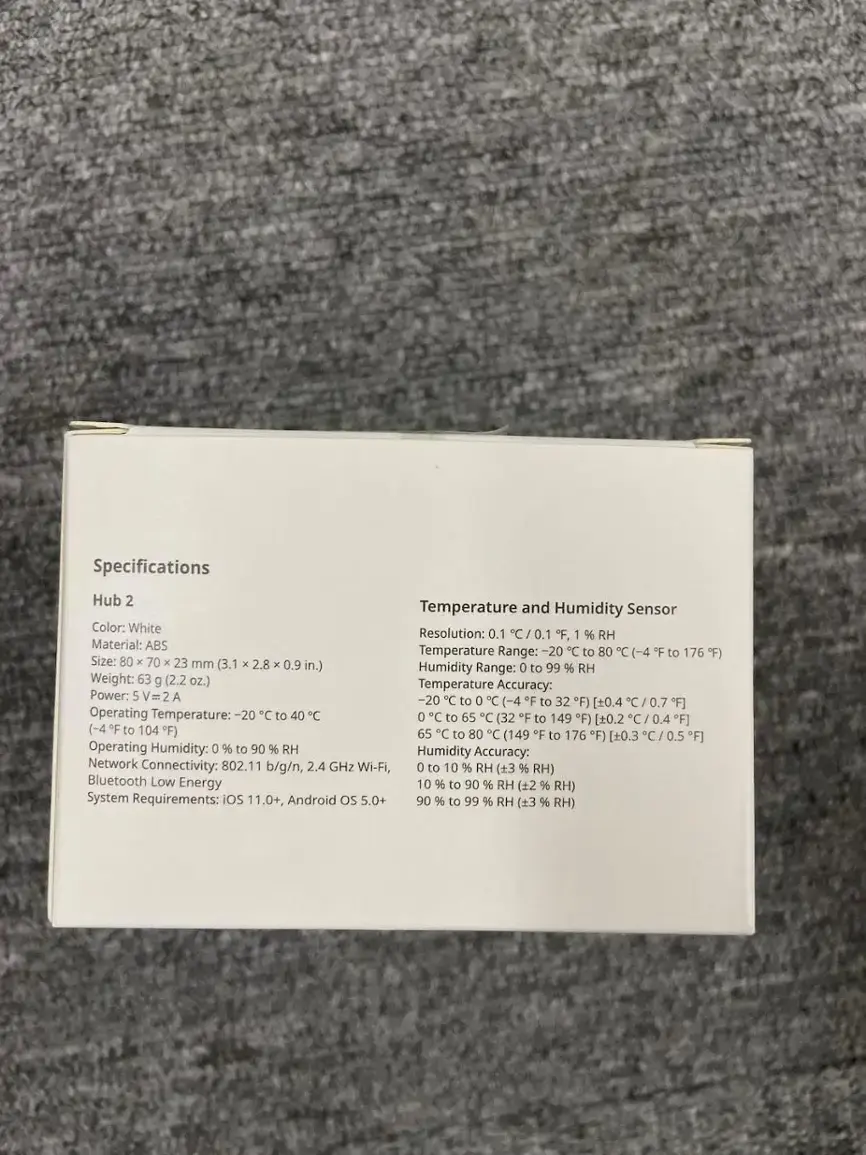 Specifications
Hub 2
Color: White
Material: ABS
Size: 80 × 70 × 23 mm (3.1 × 2.8 × 0.9 in.)
Weight: 63 g (2.2 oz.)
Power: 5 V⎓2 A
Operating Temperature: −20 ℃ to 40 ℃
(−4 ℉ to 104 ℉)
Operating Humidity: 0 % to 90 % RH
Network Connectivity: 802.11 b/g/n, 2.4 GHz Wi-Fi,
Bluetooth Low Energy
System Requirements: iOS 11.0+, Android OS 5.0+
Temperature and Humidity Sensor
Resolution: 0.1 ℃ / 0.1 ℉, 1 % RH
Temperature Range: −20 ℃ to 80 ℃ (−4 ℉ to 176 ℉)
Humidity Range: 0 to 99 % RH
Temperature Accuracy:
−20 ℃ to 0 ℃ (−4 ℉ to 32 ℉) [±0.4 ℃ / 0.7 ℉]
0 ℃ to 65 ℃ (32 ℉ to 149 ℉) [±0.2 ℃ / 0.4 ℉]
65 ℃ to 80 ℃ (149 ℉ to 176 ℉) [±0.3 ℃ / 0.5 ℉]
Humidity Accuracy:
0 to 10 % RH (±3 % RH)
10 % to 90 % RH (±2 % RH)
90 % to 99 % RH (±3 % RH)